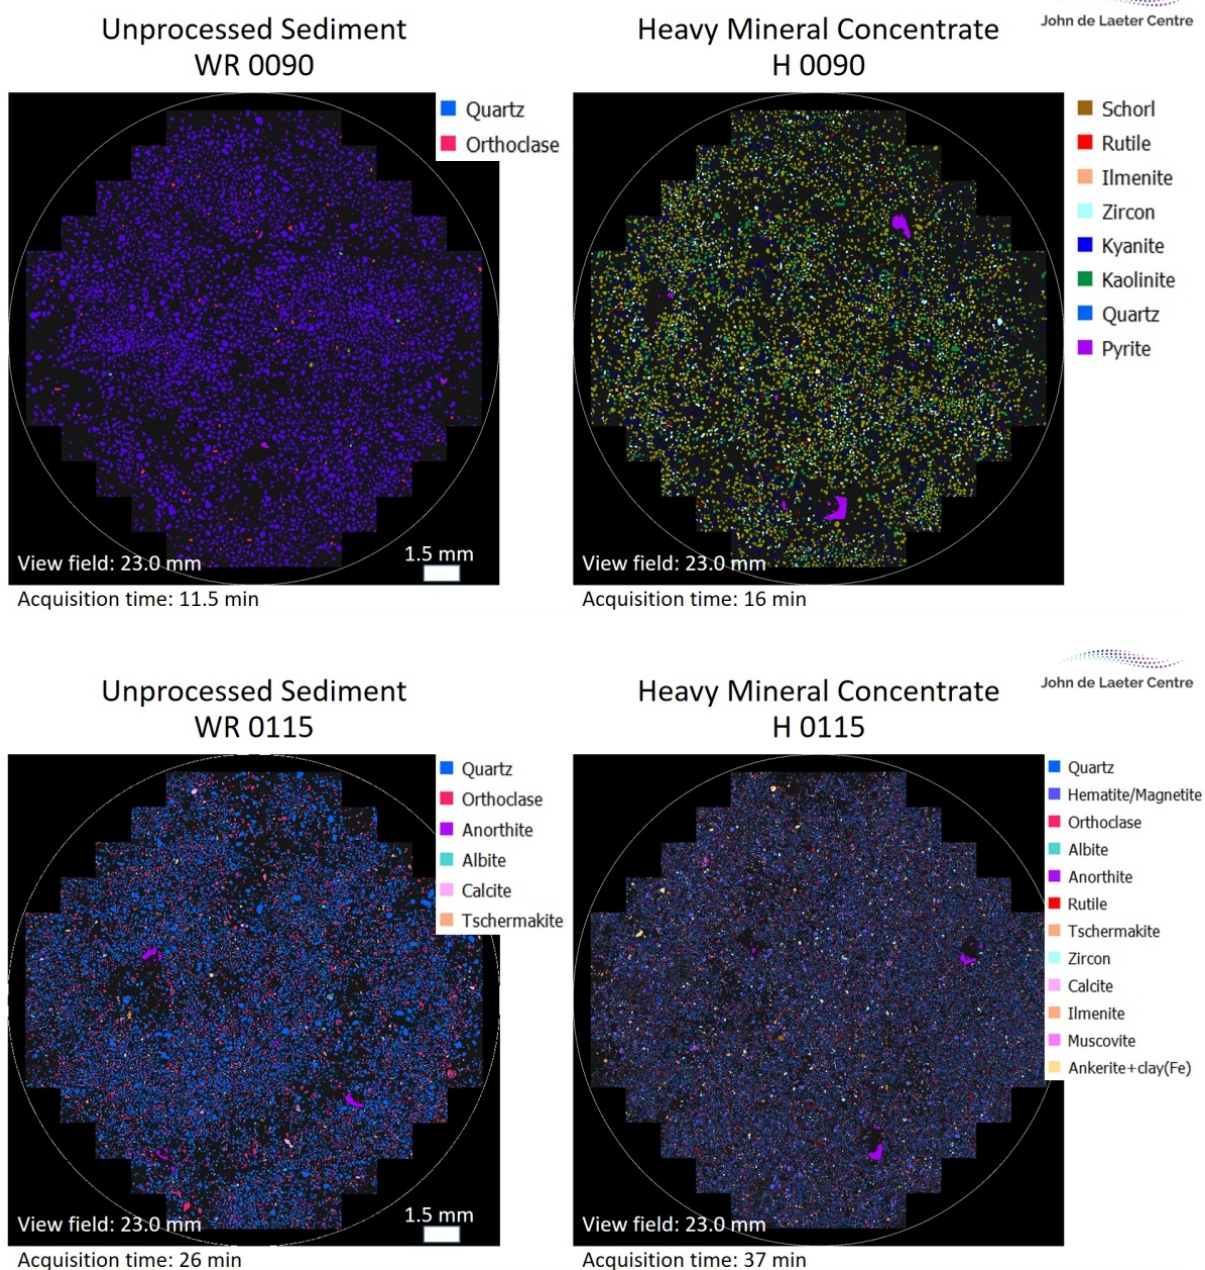 John de Laeter Centre
Unprocessed Sediment
WR 0090
Heavy Mineral Concentrate
H 0090
Quartz
Orthoclase
View field: 23.0 mm
1.5 mm
Acquisition time: 11.5 min
Schorl
Rutile
Ilmenite
Zircon
Kyanite
Kaolinite
Quartz
Pyrite
View field: 23.0 mm
Acquisition time: 16 min
John de Laeter Centre
Unprocessed Sediment
WR 0115
Heavy Mineral Concentrate
H 0115
Quartz
Orthoclase
Anorthite
Albite
Calcite
Tschermakite
View field: 23.0 mm
1.5 mm
Acquisition time: 26 min
Quartz
Hematite/Magnetite
Orthoclase
Albite
Anorthite
Rutile
Tschermakite
Zircon
Calcite
Ilmenite
Muscovite
Ankerite+clay(Fe)
View field: 23.0 mm
Acquisition time: 37 min